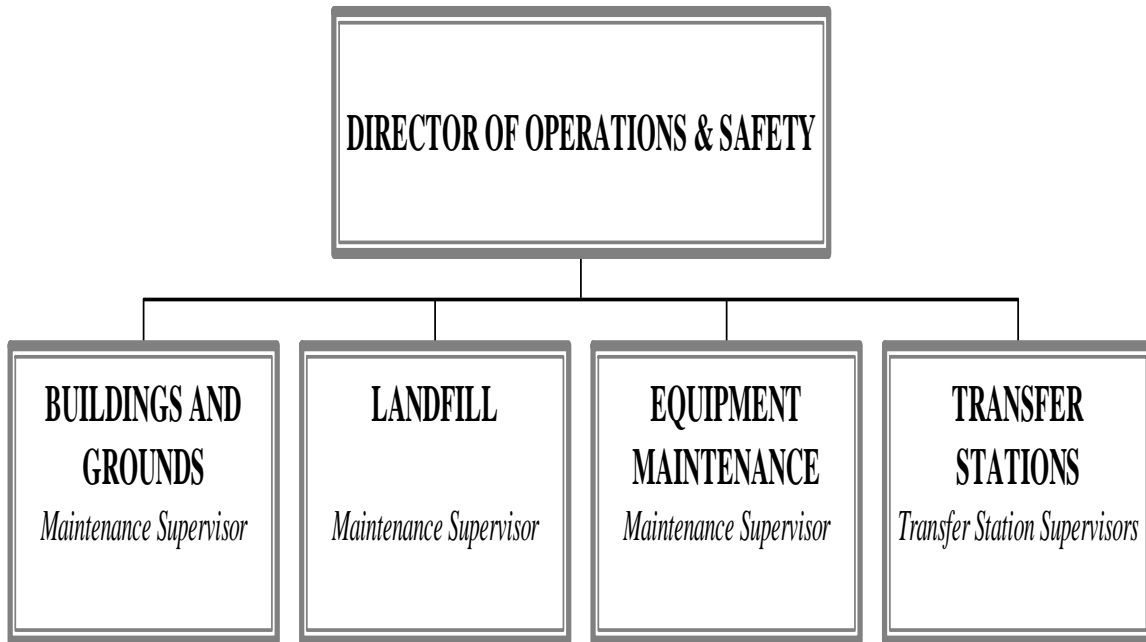 DIRECTOR OF OPERATIONS & SAFETY
BUILDINGS AND
GROUNDS
Maintenance Supervisor
LANDFILL
Maintenance Supervisor
EQUIPMENT
MAINTENANCE
Maintenance Supervisor
TRANSFER
STATIONS
Transfer Station Supervisors